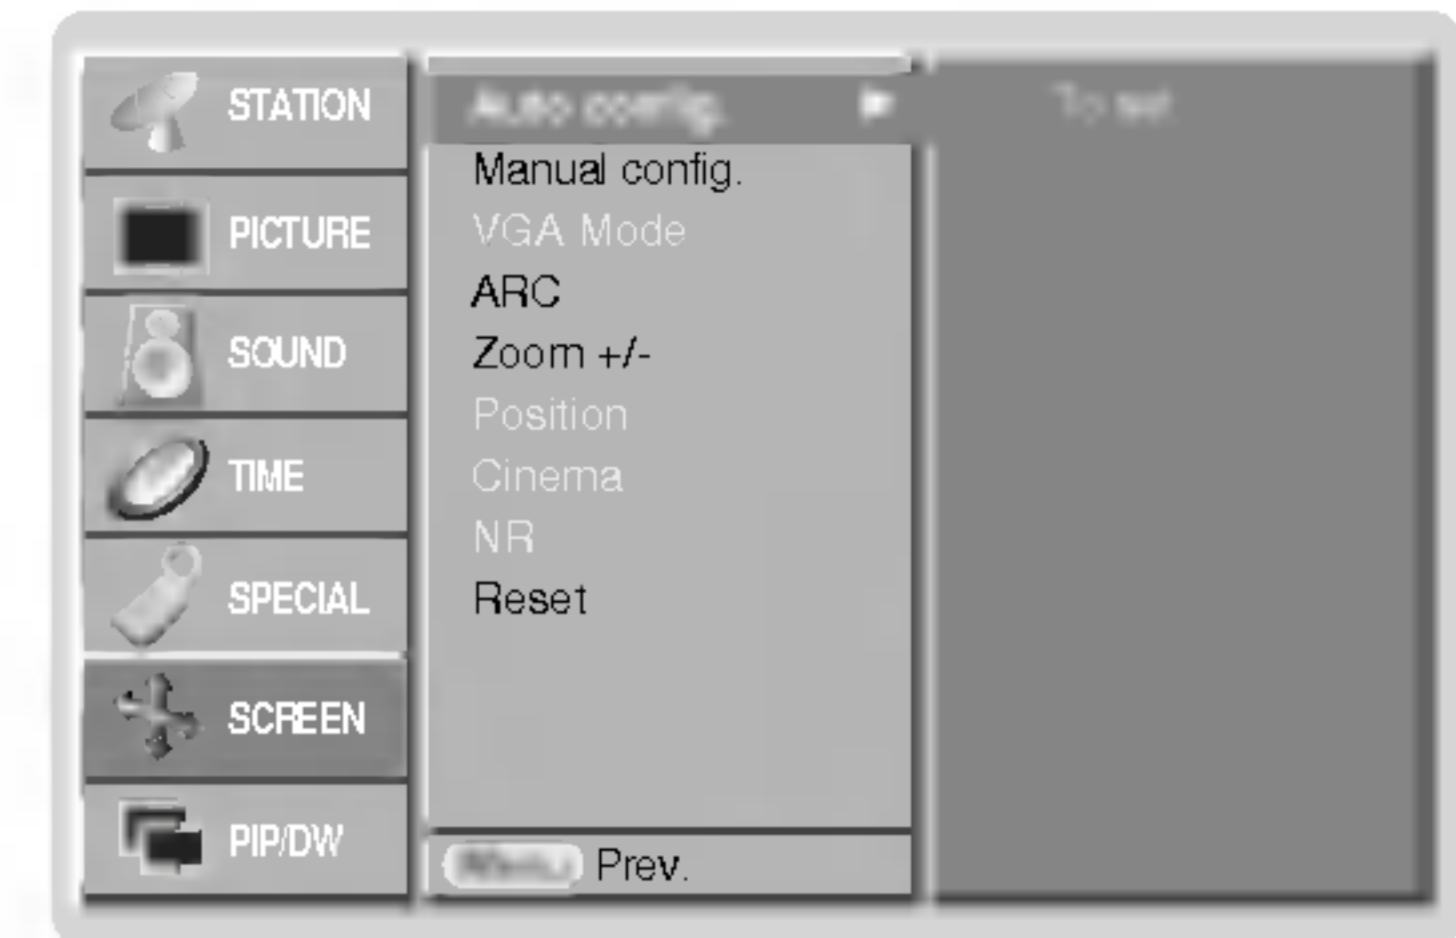 STATION
PICTURE
SOUND
TIME
SPECIAL
SCREEN
PIP/DW
Auto config.
Manual config.
VGA Mode
ARC
Zoom +/-
Position
Cinema
NR
Reset
Menu Prev.
To set